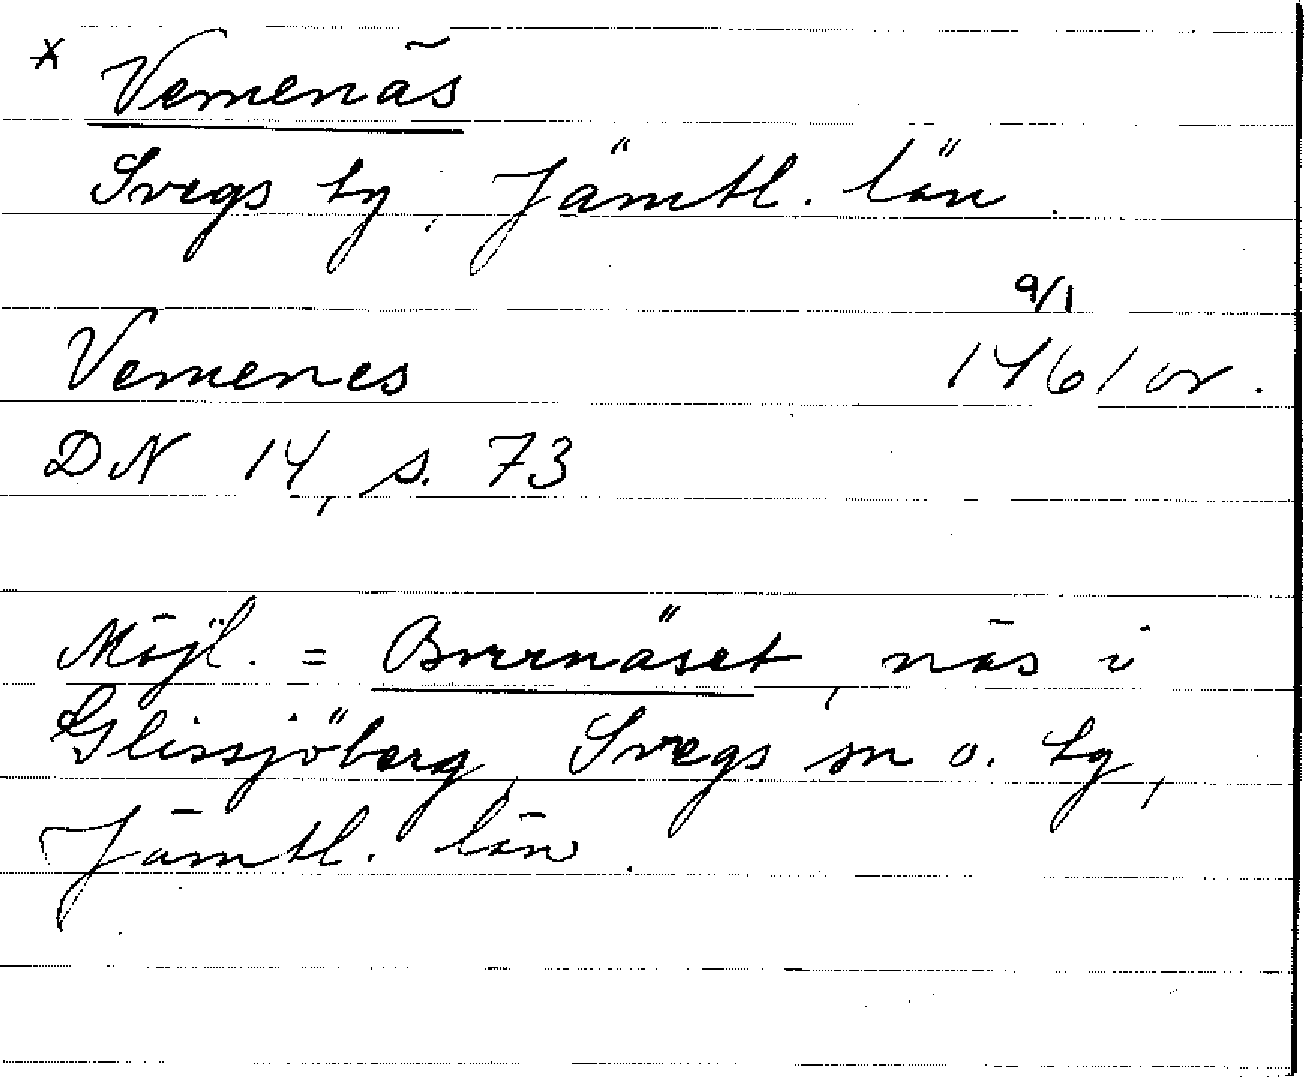 * Vemenäs
Svegs tg, Jämtl. län.
9/1
Vemenes 1461 or.
DN 14, s. 73
Möjl. = Brernäset, näs i
Glissjöberg, Svegs sn o. tg,
Jämtl. län.